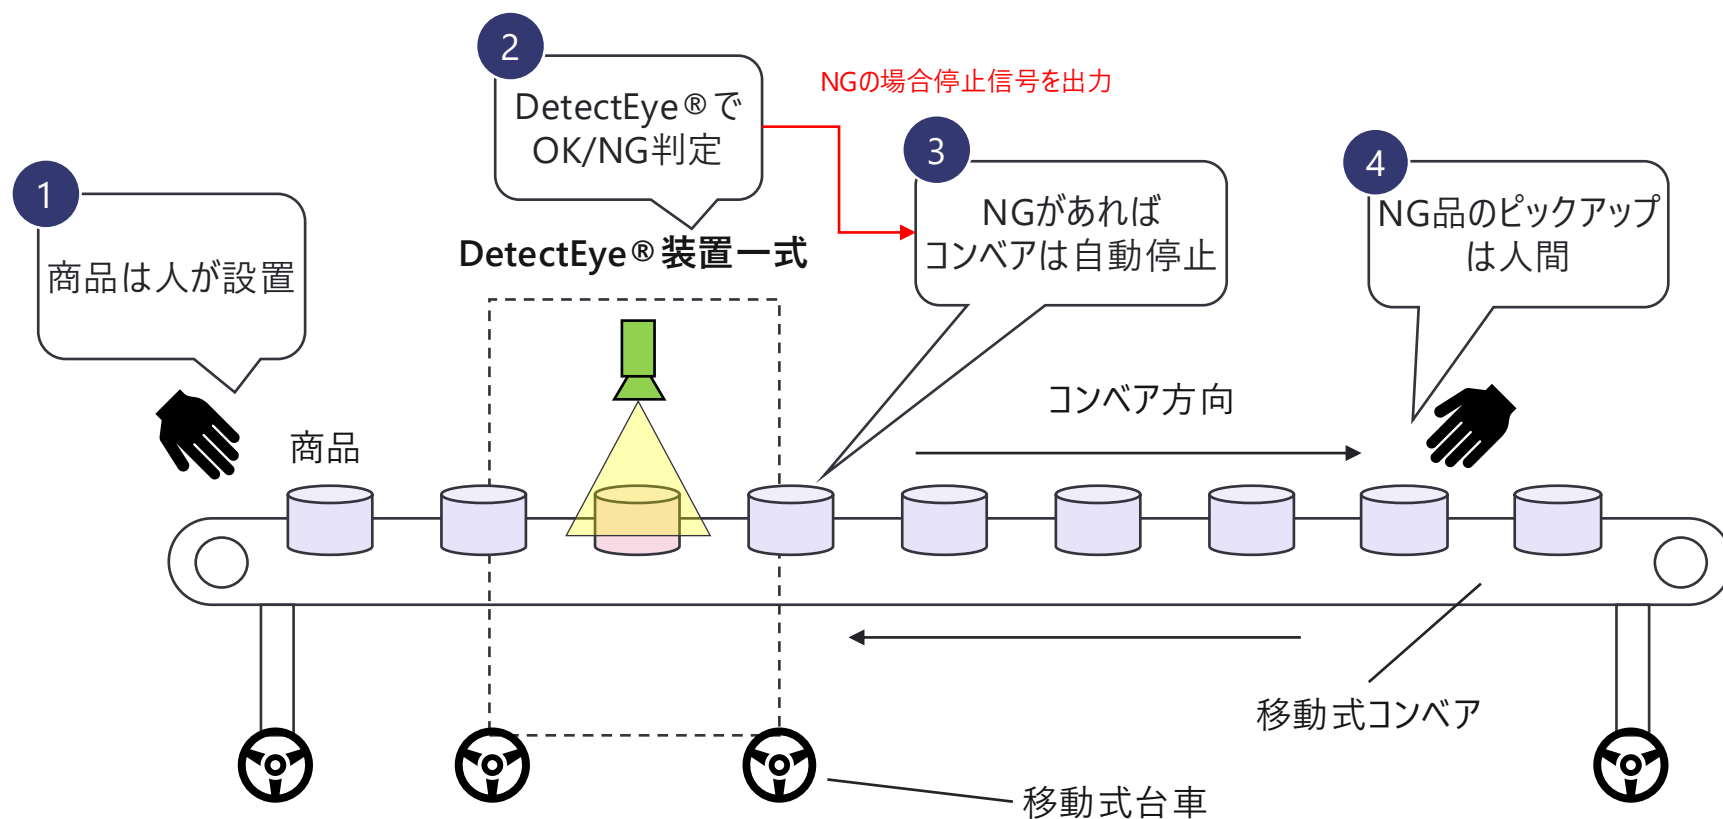 1
商品は人が設置
2
DetectEye®で
OK/NG判定
NGの場合停止信号を出力
3
NGがあれば
コンベアは自動停止
4
NG品のピックアップ
は人間
DetectEye®装置一式
コンベア方向
商品
移動式コンベア
移動式台車